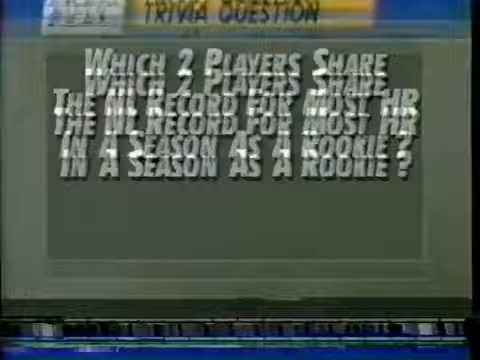 TRIVIA QUESTION
WHICH 2 PLAYERS SHARE
THE NL RECORD FOR MOST HR
IN A SEASON AS A ROOKIE?